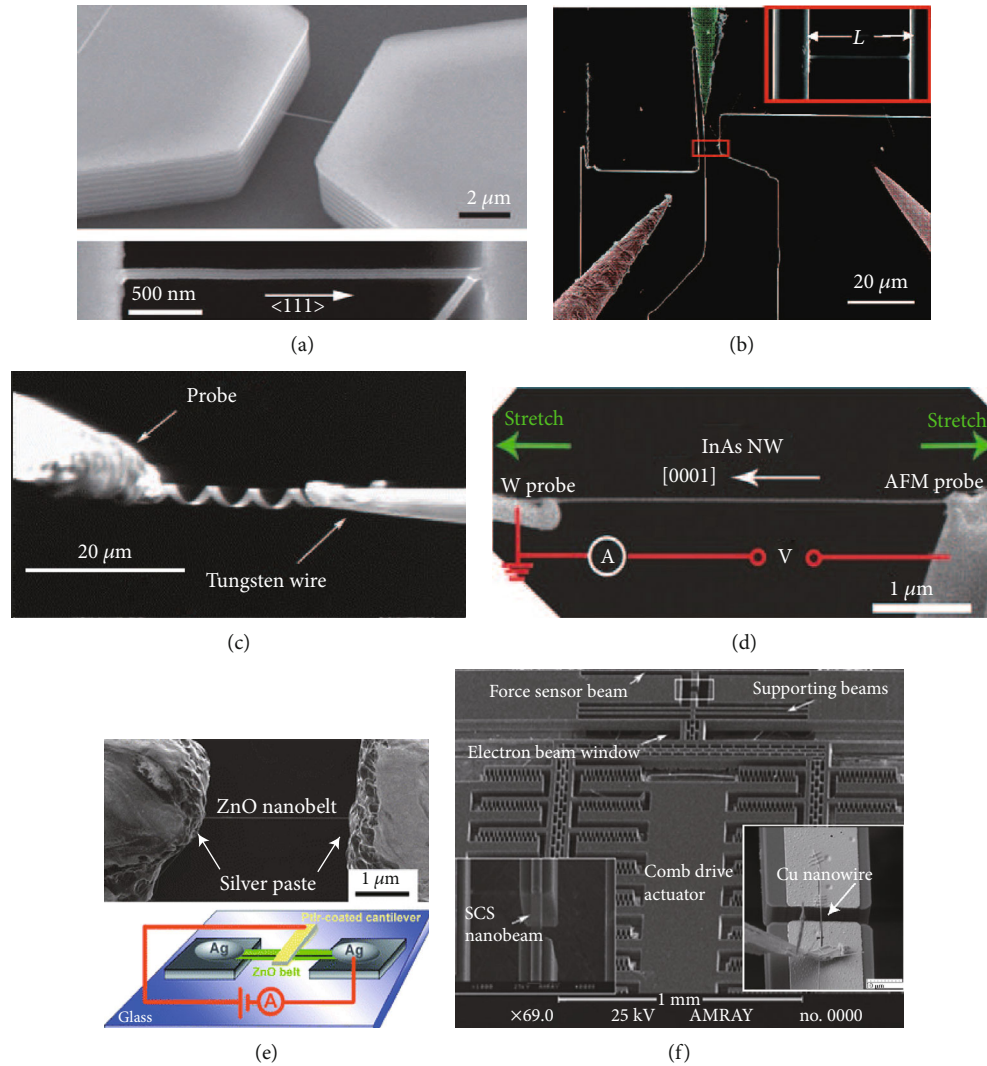 2 μm
500 nm
<111>
(a)
L
20 μm
(b)
Probe
20 μm
Tungsten wire
(c)
Stretch
Stretch
InAs NW
[0001]
W probe
AFM probe
A
V
1 μm
(d)
ZnO nanobelt
Silver paste
1 μm
PtIr-coated cantilever
Ag
Ag
ZnO belt
A
Glass
(e)
Force sensor beam
Supporting beams
Electron beam window
Comb drive
actuator
Cu nanowire
SCS
nanobeam
1 mm
×69.0 25 kV AMRAY no. 0000
(f)